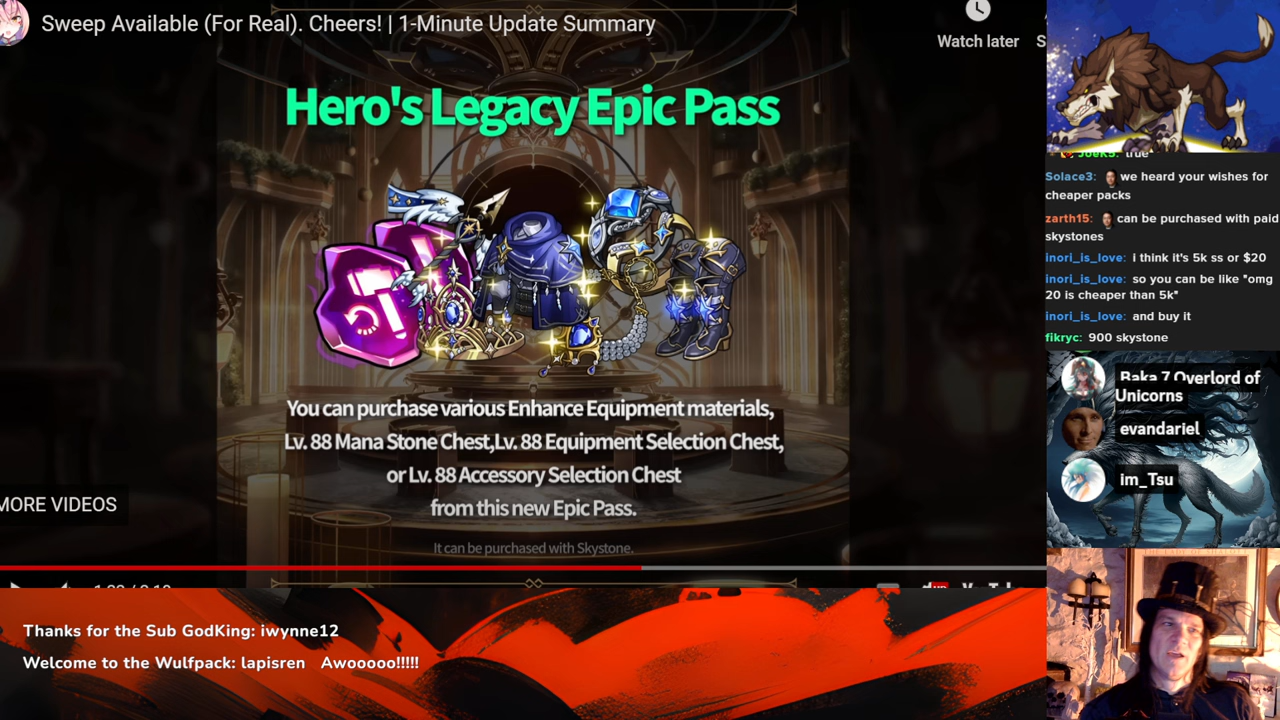 Sweep Available (For Real). Cheers! | 1-Minute Update Summary
Watch later
S
Hero's Legacy Epic Pass
You can purchase various Enhance Equipment materials,
Lv. 88 Mana Stone Chest,Lv. 88 Equipment Selection Chest,
or Lv. 88 Accessory Selection Chest
from this new Epic Pass.
It can be purchased with Skystone.
MORE VIDEOS
Thanks for the Sub GodKing: iwynne12
Welcome to the Wulfpack: lapisren Awooooo!!!!!
JoeK5: true
Solace3: we heard your wishes for
cheaper packs
zarth15: can be purchased with paid
skystones
inori_is_love: i think it's 5k ss or $20
inori_is_love: so you can be like "omg
20 is cheaper than 5k"
inori_is_love: and buy it
fikryc: 900 skystone
Baka 7 Overlord of
Unicorns
evandariel
im_Tsu